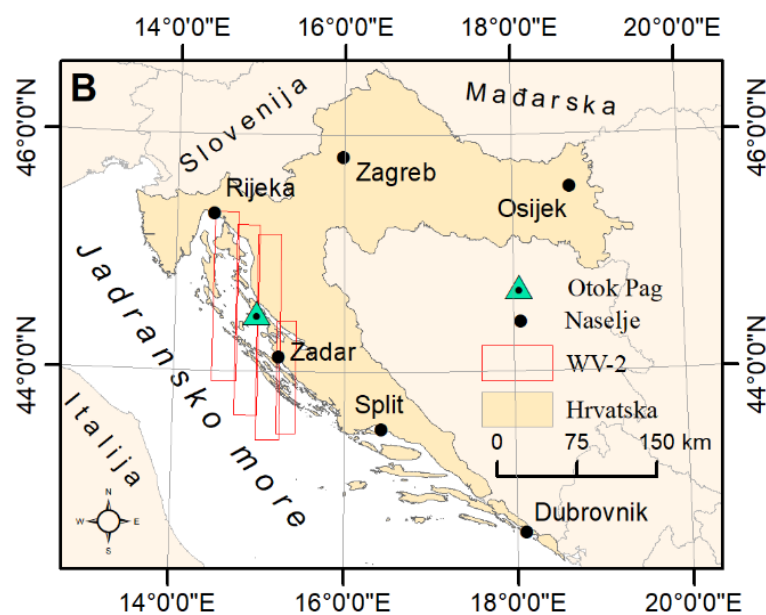 14°0'0"E 16°0'0"E 18°0'0"E 20°0'0"E
B
Slovenija
Mađarska
46°0'0"N
46°0'0"N
Zagreb
Rijeka
Osijek
Jadransko more
Otok Pag
Naselje
Zadar
WV-2
44°0'0"N
44°0'0"N
Split
Hrvatska
Italija
0 75 150 km
N
W E
S
Dubrovnik
14°0'0"E 16°0'0"E 18°0'0"E 20°0'0"E